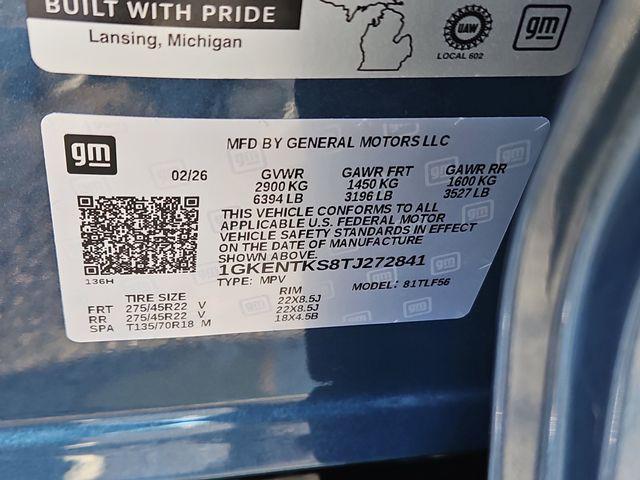 BUILT WITH PRIDE
Lansing, Michigan
UAW
LOCAL 602
gm
gm
MFD BY GENERAL MOTORS LLC
02/26
GVWR GAWR FRT GAWR RR
2900 KG 1450 KG 1600 KG
6394 LB 3196 LB 3527 LB
THIS VEHICLE CONFORMS TO ALL
APPLICABLE U.S. FEDERAL MOTOR
VEHICLE SAFETY STANDARDS IN EFFECT
ON THE DATE OF MANUFACTURE
SHOWN ABOVE.
1GKENTKS8TJ272841
TYPE: MPV MODEL: 81TLF56
136H
TIRE SIZE RIM
FRT 275/45R22 V 22X8.5J
RR 275/45R22 V 22X8.5J
SPA T135/70R18 M 18X4.5B